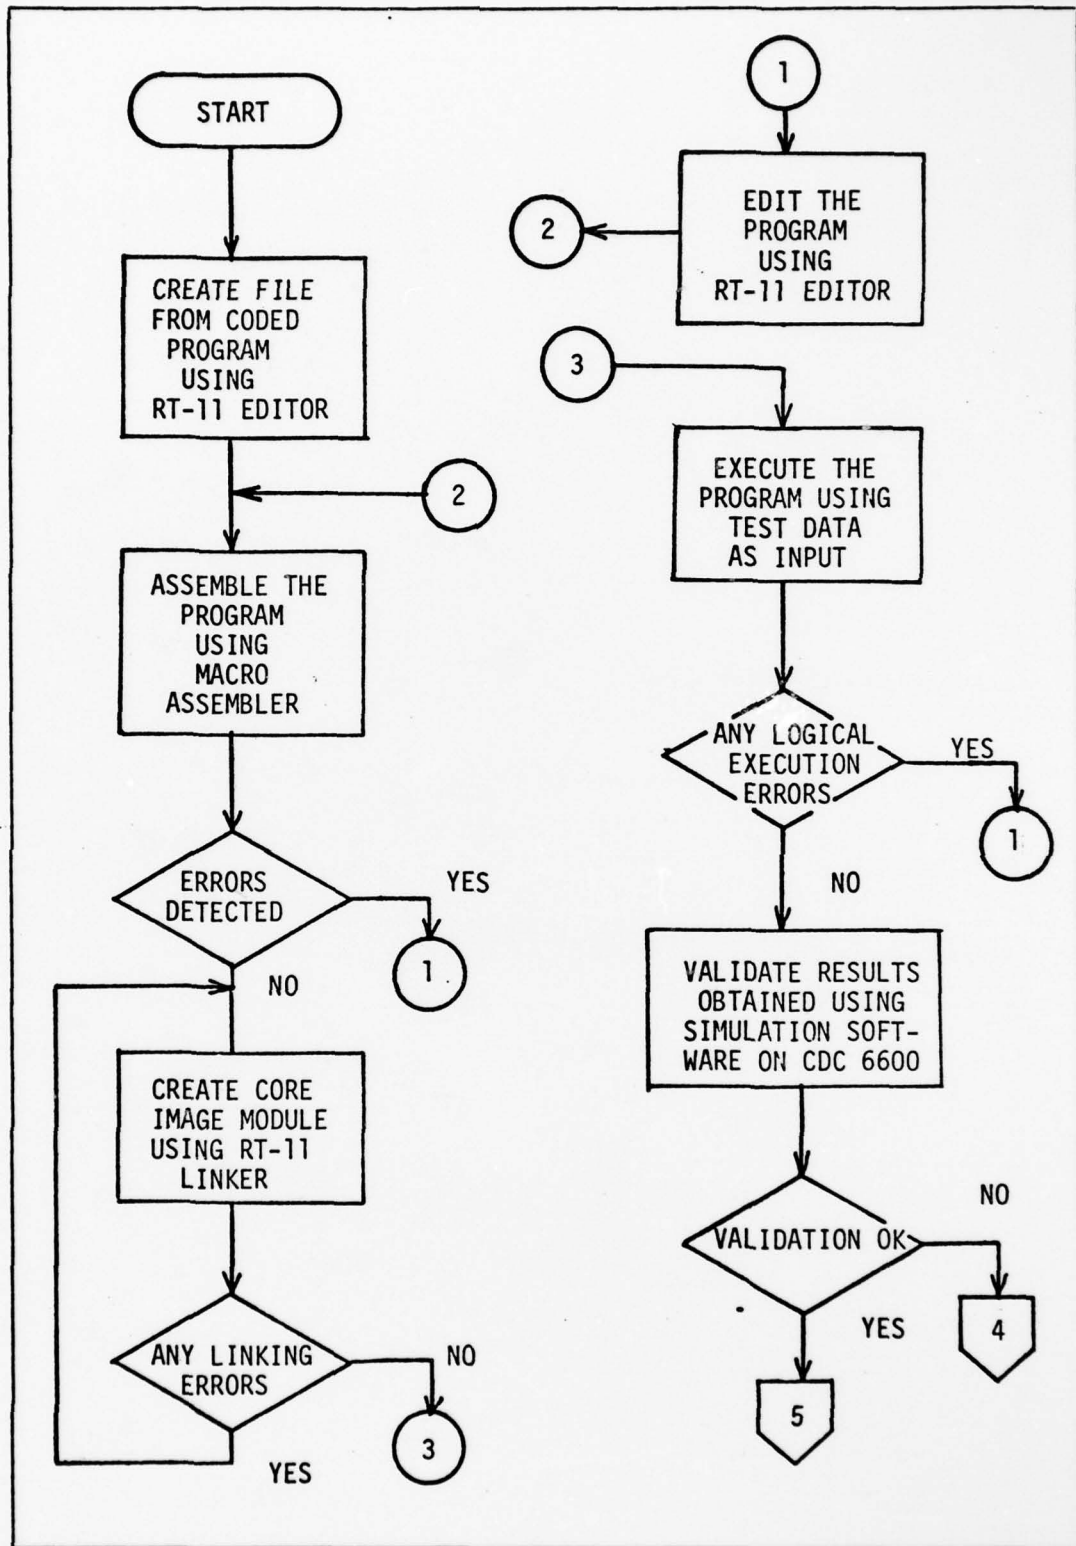 START
CREATE FILE
FROM CODED
PROGRAM
USING
RT-11 EDITOR
2
ASSEMBLE THE
PROGRAM
USING
MACRO
ASSEMBLER
ERRORS
DETECTED
YES
1
NO
CREATE CORE
IMAGE MODULE
USING RT-11
LINKER
ANY LINKING
ERRORS
NO
3
YES
1
EDIT THE
PROGRAM
USING
RT-11 EDITOR
2
3
EXECUTE THE
PROGRAM USING
TEST DATA
AS INPUT
ANY LOGICAL
EXECUTION
ERRORS
YES
1
NO
VALIDATE RESULTS
OBTAINED USING
SIMULATION SOFT-
WARE ON CDC 6600
VALIDATION OK
NO
4
YES
5